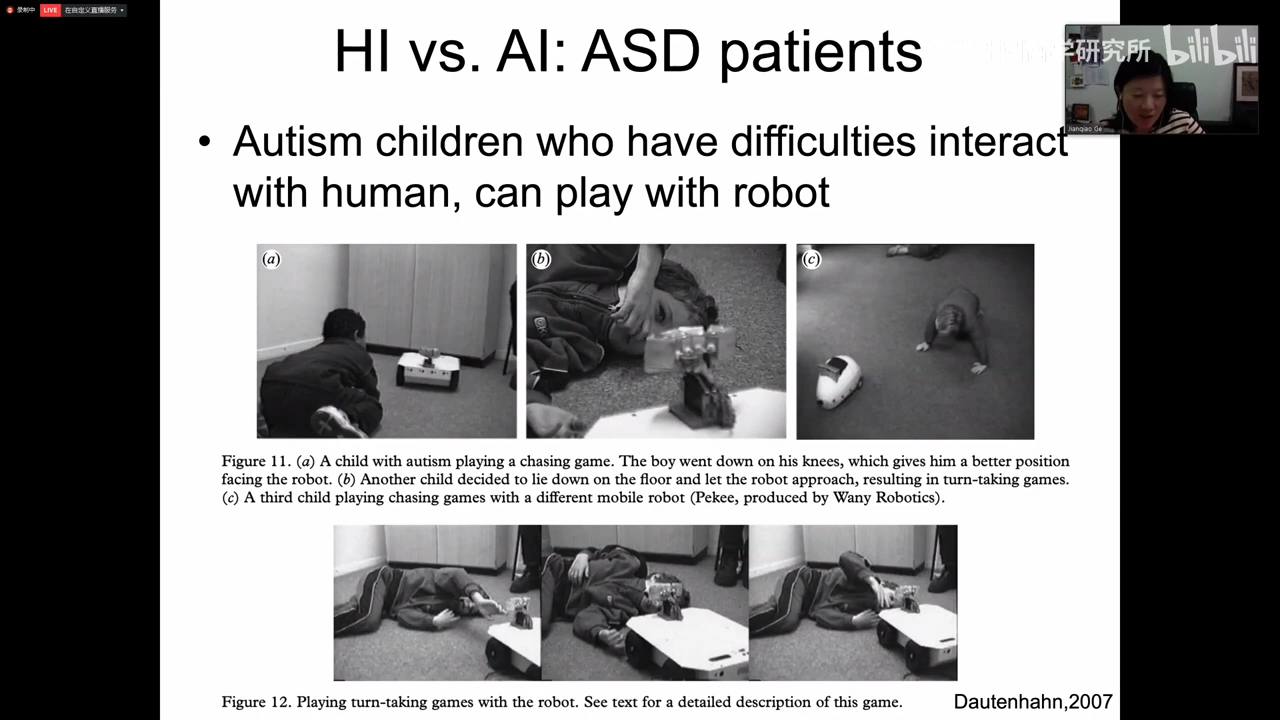 录制中 LIVE 在自定义直播服务
HI vs. AI: ASD patients
学研究所 bilibili
Jianqiao Ge
• Autism children who have difficulties interact
with human, can play with robot
(a) (b) (c)
Figure 11. (a) A child with autism playing a chasing game. The boy went down on his knees, which gives him a better position
facing the robot. (b) Another child decided to lie down on the floor and let the robot approach, resulting in turn-taking games.
(c) A third child playing chasing games with a different mobile robot (Pekee, produced by Wany Robotics).
Figure 12. Playing turn-taking games with the robot. See text for a detailed description of this game.
Dautenhahn,2007